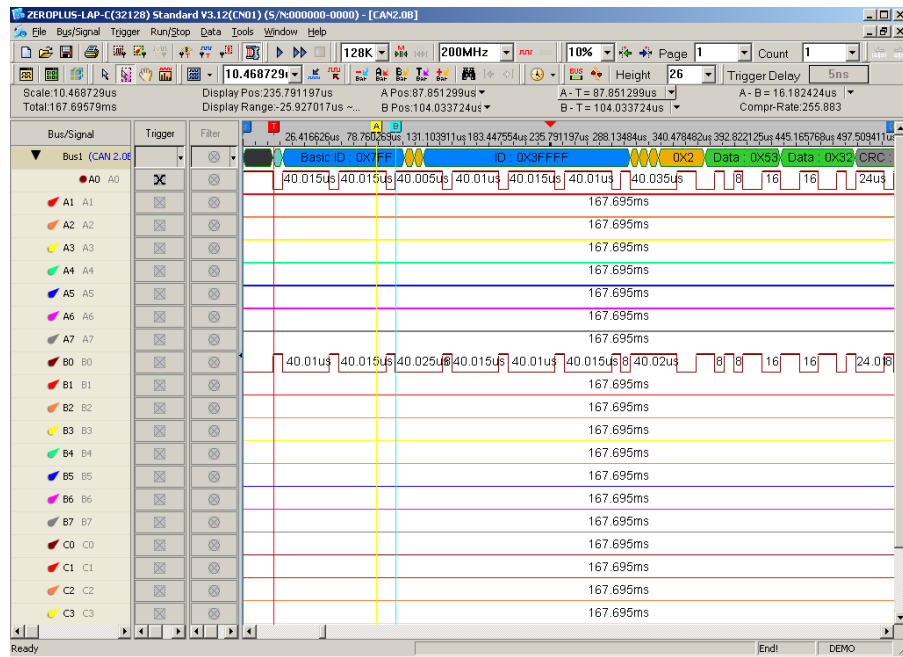 ZEROPLUS-LAP-C(32128) Standard V3.12(CN01) (S/N:000000-0000) - [CAN2.0B]
File Bus/Signal Trigger Run/Stop Data Tools Window Help
128K 200MHz 10% Page 1 Count 1
10.468729u Bar Bar Bar Bar Bar BUS Height 26 Trigger Delay 5ns
Scale:10.468729us Display Pos:235.791197us A Pos:87.851299us A - T = 87.851299us A - B = 16.182424us
Total:167.69579ms Display Range:-25.927017us ~... B Pos:104.033724us B - T = 104.033724us Compr-Rate:255.883
Bus/Signal Trigger Filter T A B
26.416626us 78.760269us 131.103911us 183.447554us 235.791197us 288.13484us 340.478482us 392.822125us 445.165768us 497.509411u
Bus1 (CAN 2.0B Basic ID : 0X7FF ID : 0X3FFFF 0X2 Data : 0X53 Data : 0X32 CRC :
A0 A0 40.015us 40.015us 40.005us 40.01us 40.015us 40.01us 40.035us 8 16 16 24us
A1 A1 167.695ms
A2 A2 167.695ms
A3 A3 167.695ms
A4 A4 167.695ms
A5 A5 167.695ms
A6 A6 167.695ms
A7 A7 167.695ms
B0 B0 40.01us 40.015us 40.025us 8 40.015us 40.01us 40.015us 8 40.02us 8 8 16 16 24.01 8
B1 B1 167.695ms
B2 B2 167.695ms
B3 B3 167.695ms
B4 B4 167.695ms
B5 B5 167.695ms
B6 B6 167.695ms
B7 B7 167.695ms
C0 C0 167.695ms
C1 C1 167.695ms
C2 C2 167.695ms
C3 C3 167.695ms
Ready End! DEMO